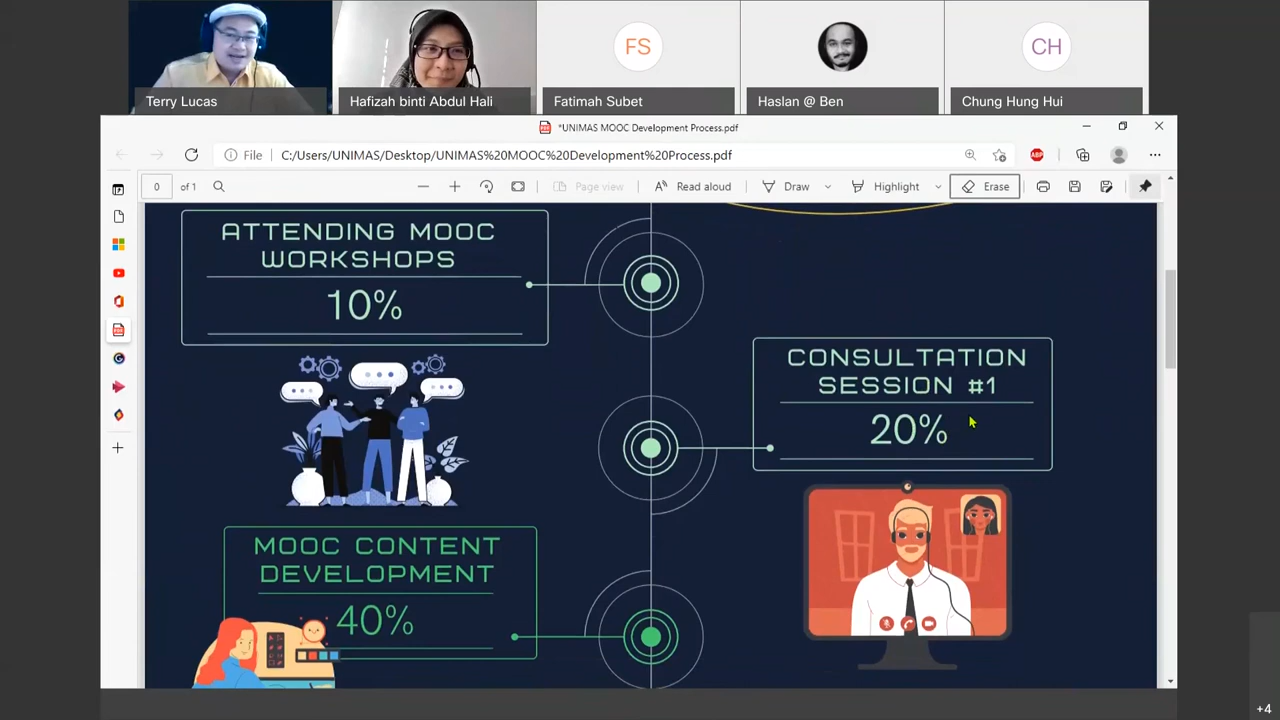 FS
CH
Terry Lucas
Hafizah binti Abdul Hali
Fatimah Subet
Haslan @ Ben
Chung Hung Hui
*UNIMAS MOOC Development Process.pdf
File
C:/Users/UNIMAS/Desktop/UNIMAS%20MOOC%20Development%20Process.pdf
ABP
0 of 1
Page view
Read aloud
Draw
Highlight
Erase
ATTENDING MOOC
WORKSHOPS
10%
CONSULTATION
SESSION #1
20%
MOOC CONTENT
DEVELOPMENT
40%
+4